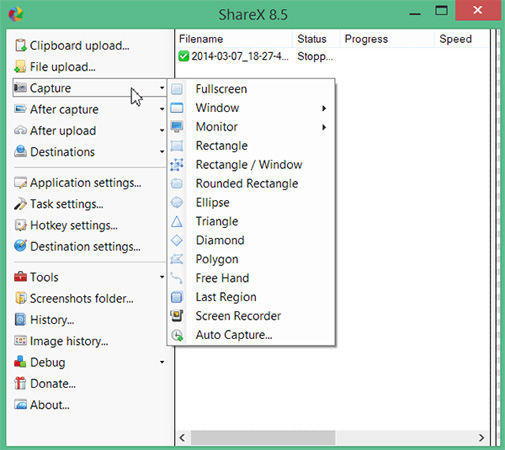 ShareX 8.5
Clipboard upload...
File upload...
Capture
After capture
After upload
Destinations
Application settings...
Task settings...
Hotkey settings...
Destination settings...
Tools
Screenshots folder...
History...
Image history...
Debug
Donate...
About...
Filename Status Progress Speed
2014-03-07_18-27-4... Stopp...
Fullscreen
Window
Monitor
Rectangle
Rectangle / Window
Rounded Rectangle
Ellipse
Triangle
Diamond
Polygon
Free Hand
Last Region
Screen Recorder
Auto Capture...